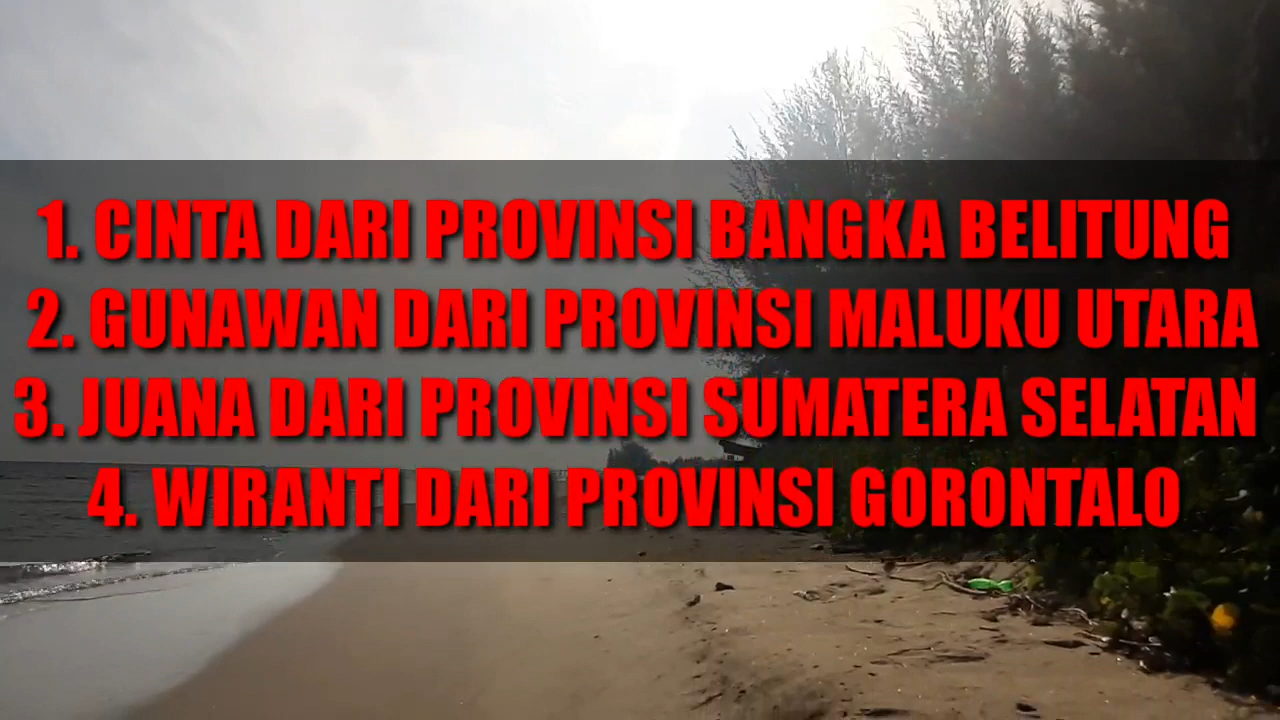 1. CINTA DARI PROVINSI BANGKA BELITUNG
2. GUNAWAN DARI PROVINSI MALUKU UTARA
3. JUANA DARI PROVINSI SUMATERA SELATAN
4. WIRANTI DARI PROVINSI GORONTALO